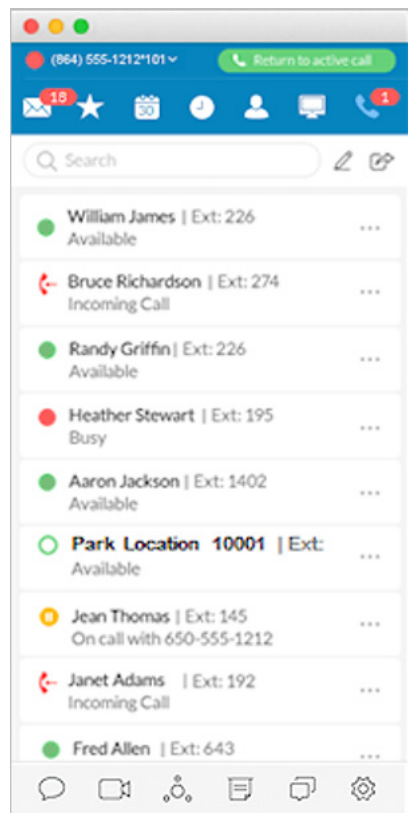 (864) 555-1212*101
Return to active call
18
30
1
Search
William James | Ext: 226
Available
Bruce Richardson | Ext: 274
Incoming Call
Randy Griffin | Ext: 226
Available
Heather Stewart | Ext: 195
Busy
Aaron Jackson | Ext: 1402
Available
Park Location 10001 | Ext:
Available
Jean Thomas | Ext: 145
On call with 650-555-1212
Janet Adams | Ext: 192
Incoming Call
Fred Allen | Ext: 643